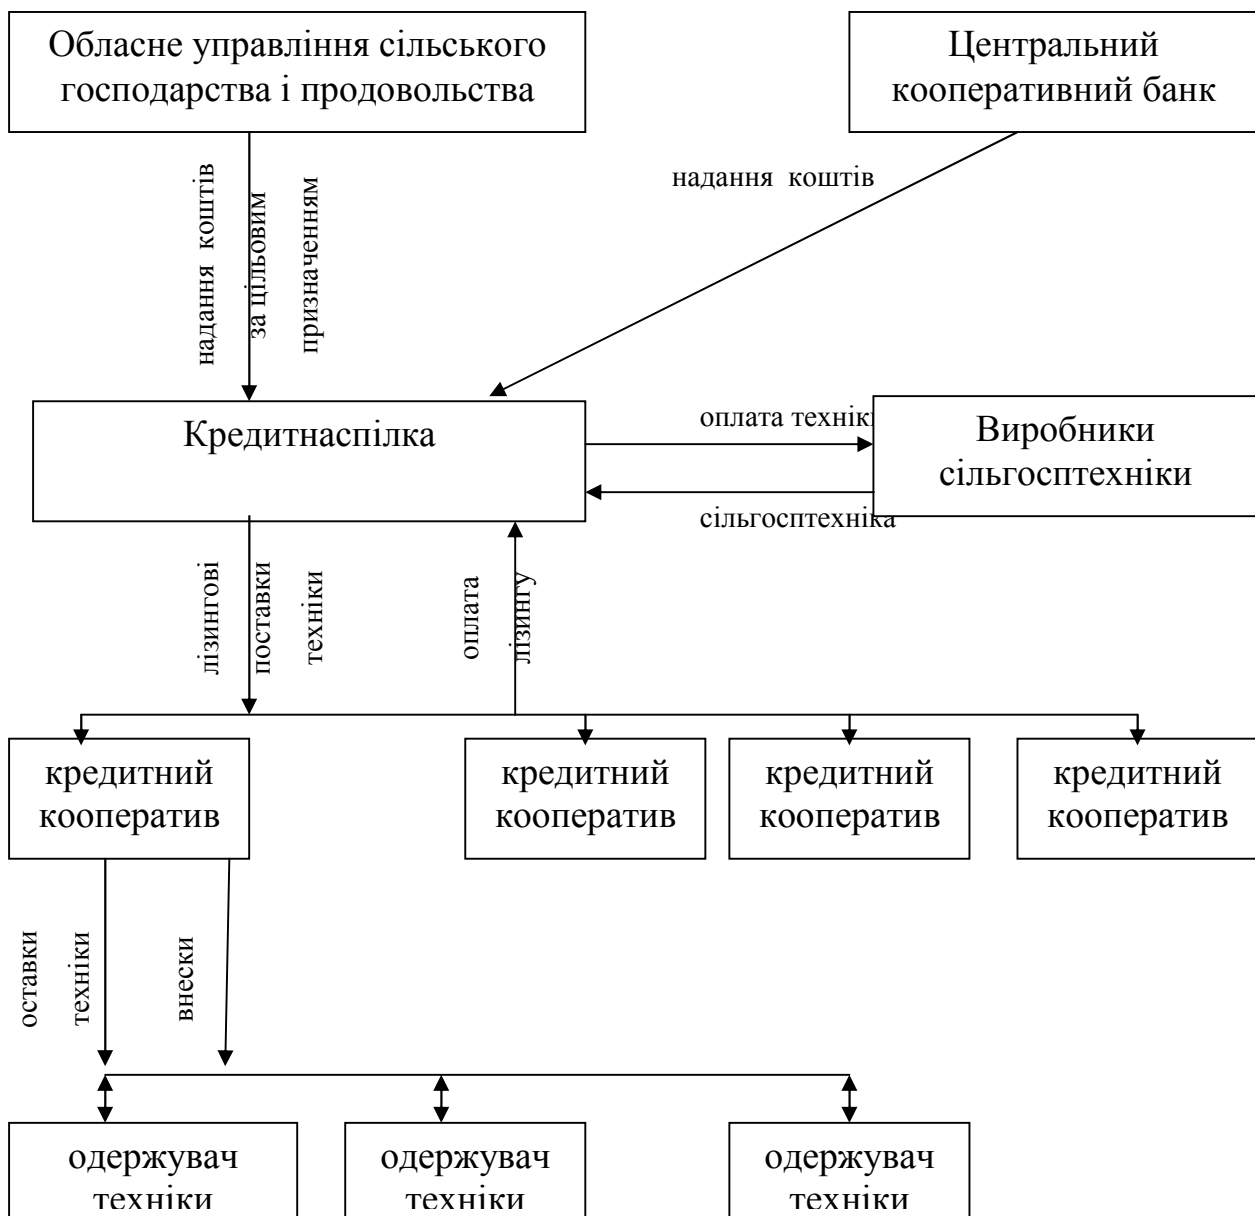 Обласне управління сільського
господарства і продовольства
Центральний
кооперативний банк
надання коштів
за цільовим
призначенням
надання коштів
Кредитнаспілка
оплата технік
Виробники
сільгосптехніки
сільгосптехніка
лізингові
поставки
техніки
оплата
лізингу
кредитний
кооператив
кредитний
кооператив
кредитний
кооператив
кредитний
кооператив
оставки
техніки
внески
одержувач
техніки
одержувач
техніки
одержувач
техніки